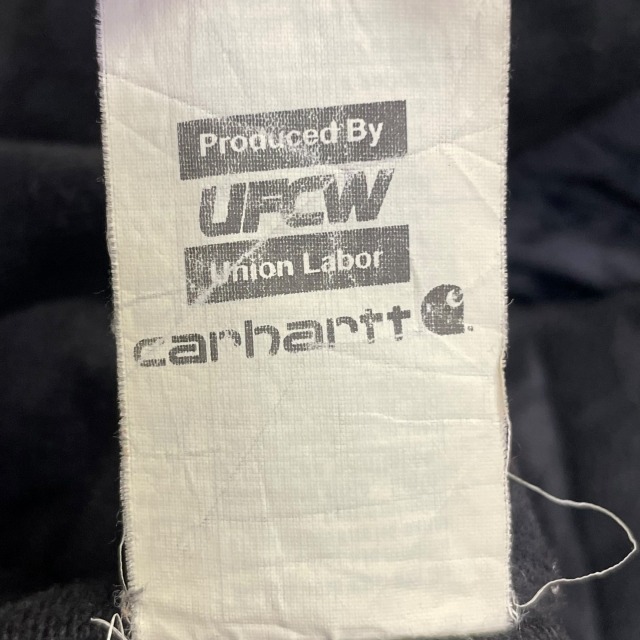 Produced By
UFCW
Union Labor
carhartt